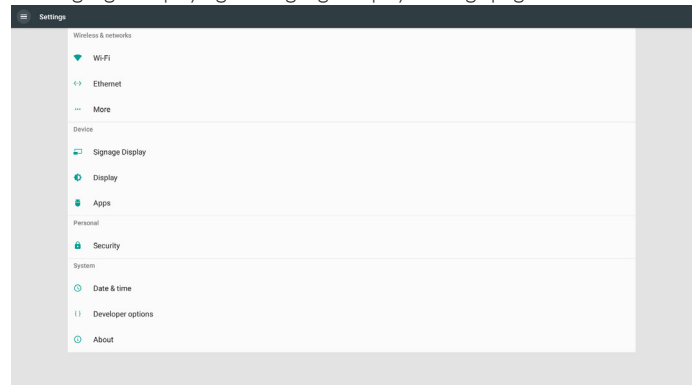 Settings
Wireless & networks
Wi-Fi
Ethernet
More
Device
Signage Display
Display
Apps
Personal
Security
System
Date & time
Developer options
About